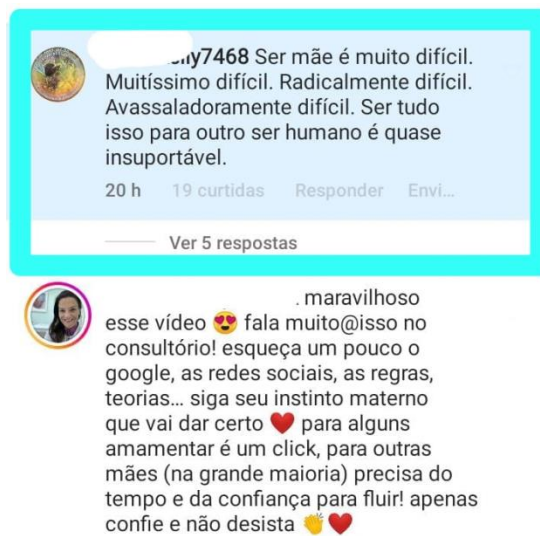 7468 Ser mãe é muito difícil.
Muitíssimo difícil. Radicalmente difícil.
Avassaladoramente difícil. Ser tudo
isso para outro ser humano é quase
insuportável.
20 h 19 curtidas Responder Envi...
Ver 5 respostas
. maravilhoso
esse vídeo 😍 fala muito@isso no
consultório! esqueça um pouco o
google, as redes sociais, as regras,
teorias... siga seu instinto materno
que vai dar certo ❤️ para alguns
amamentar é um click, para outras
mães (na grande maioria) precisa do
tempo e da confiança para fluir! apenas
confie e não desista 👏❤️